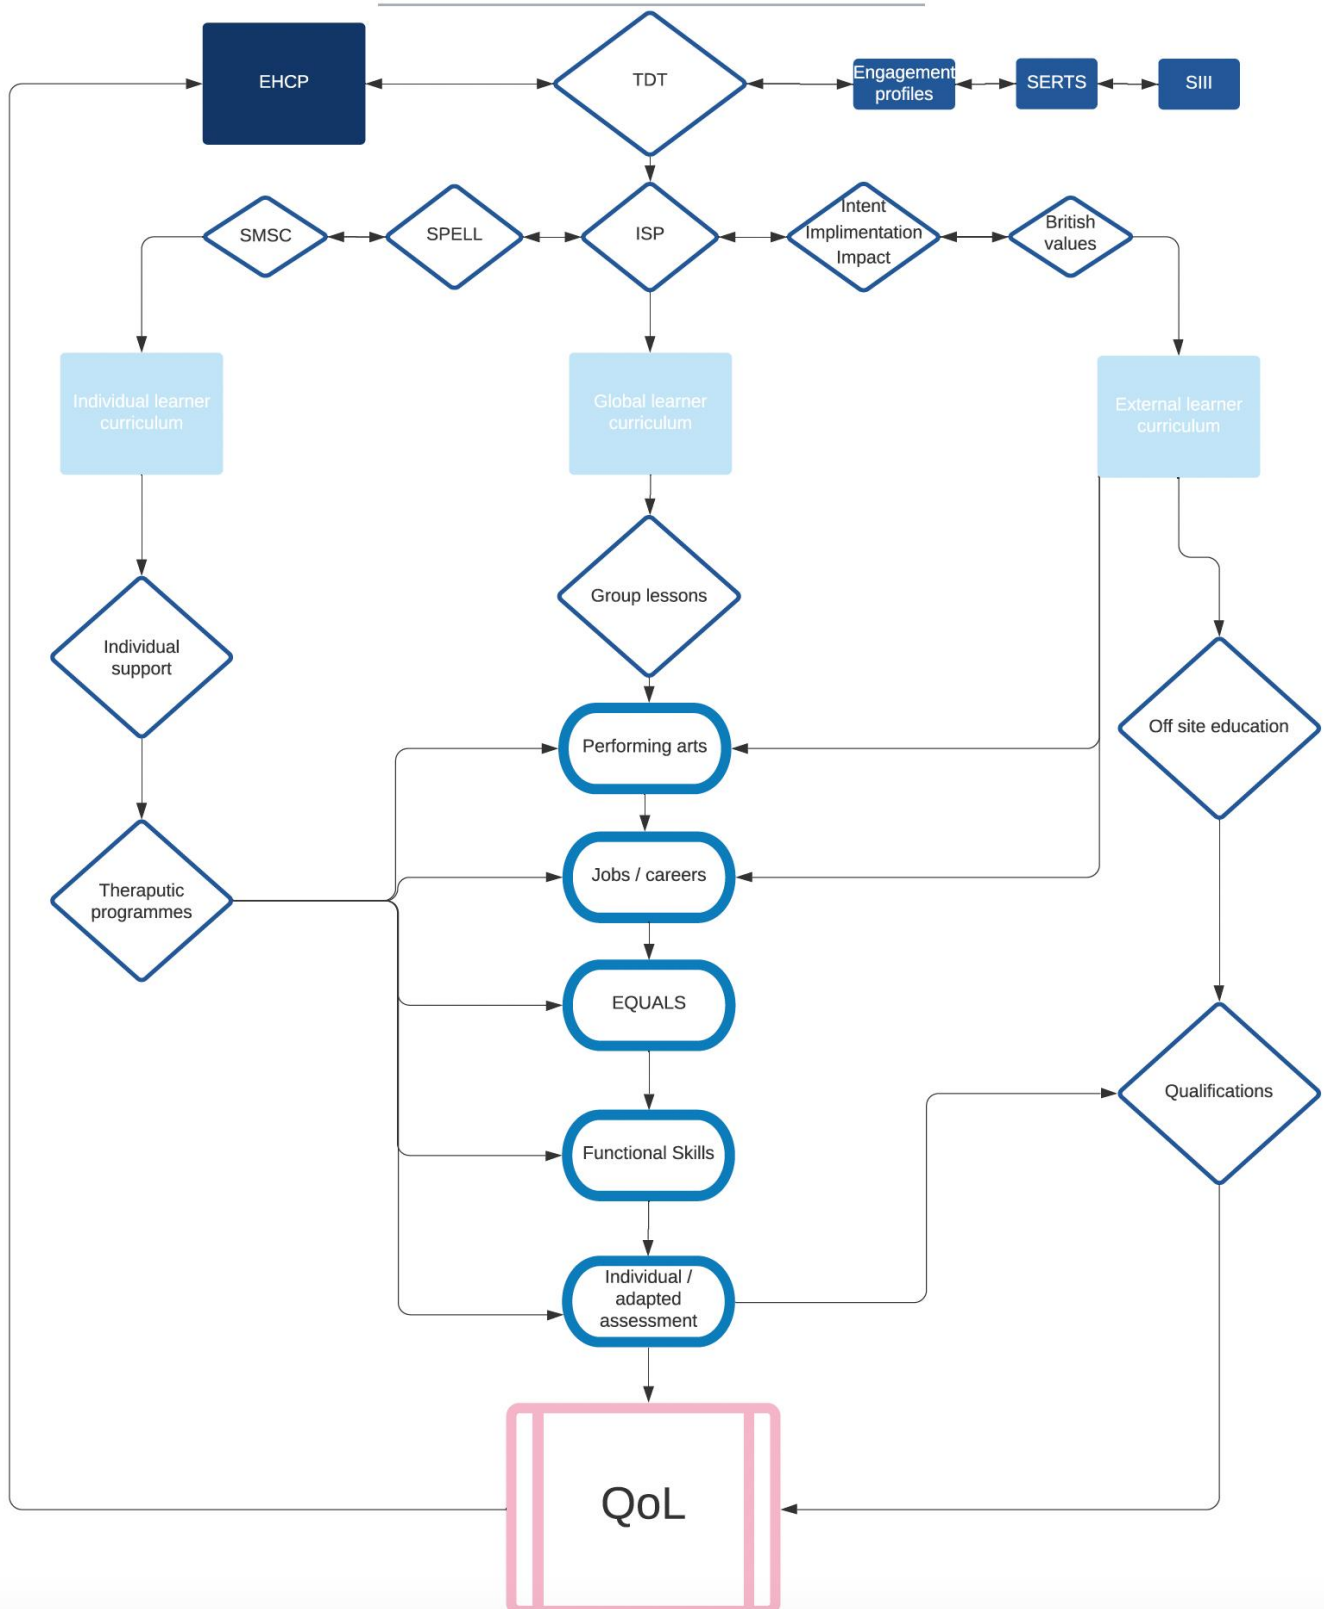 EHCP
TDT
Engagement
profiles
SERTS
SIII
SMSC
SPELL
ISP
Intent
Implimentation
Impact
British
values
Individual learner
curriculum
Global learner
curriculum
External learner
curriculum
Group lessons
Individual
support
Off site education
Performing arts
Jobs / careers
Theraputic
programmes
EQUALS
Qualifications
Functional Skills
Individual /
adapted
assessment
QoL